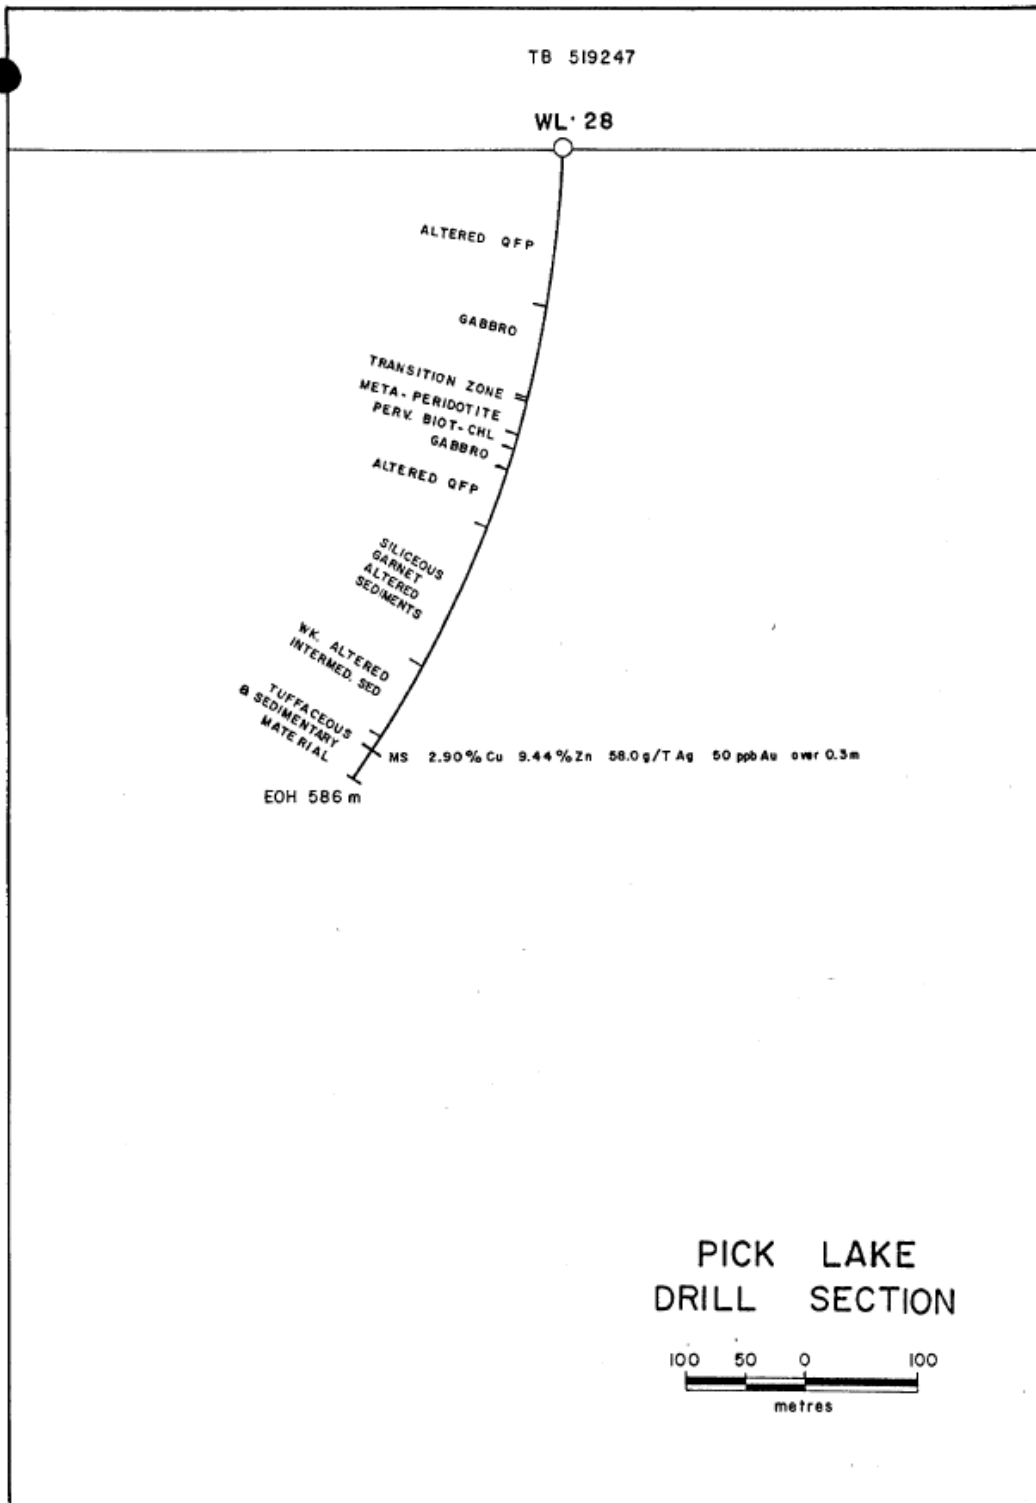 TB 519247
WL· 28
ALTERED QFP
GABBRO
TRANSITION ZONE
META-PERIDOTITE
PERV. BIOT-CHL
GABBRO
ALTERED QFP
SILICEOUS
GARNET
ALTERED
SEDIMENTS
WK. ALTERED
INTERMED. SED
TUFFACEOUS
a SEDIMENTARY
MATERIAL
MS 2.90% Cu 9.44% Zn 58.0 g/T Ag 50 ppb Au over 0.3m
EOH 586 m
PICK LAKE
DRILL SECTION
100 50 0 100
metres